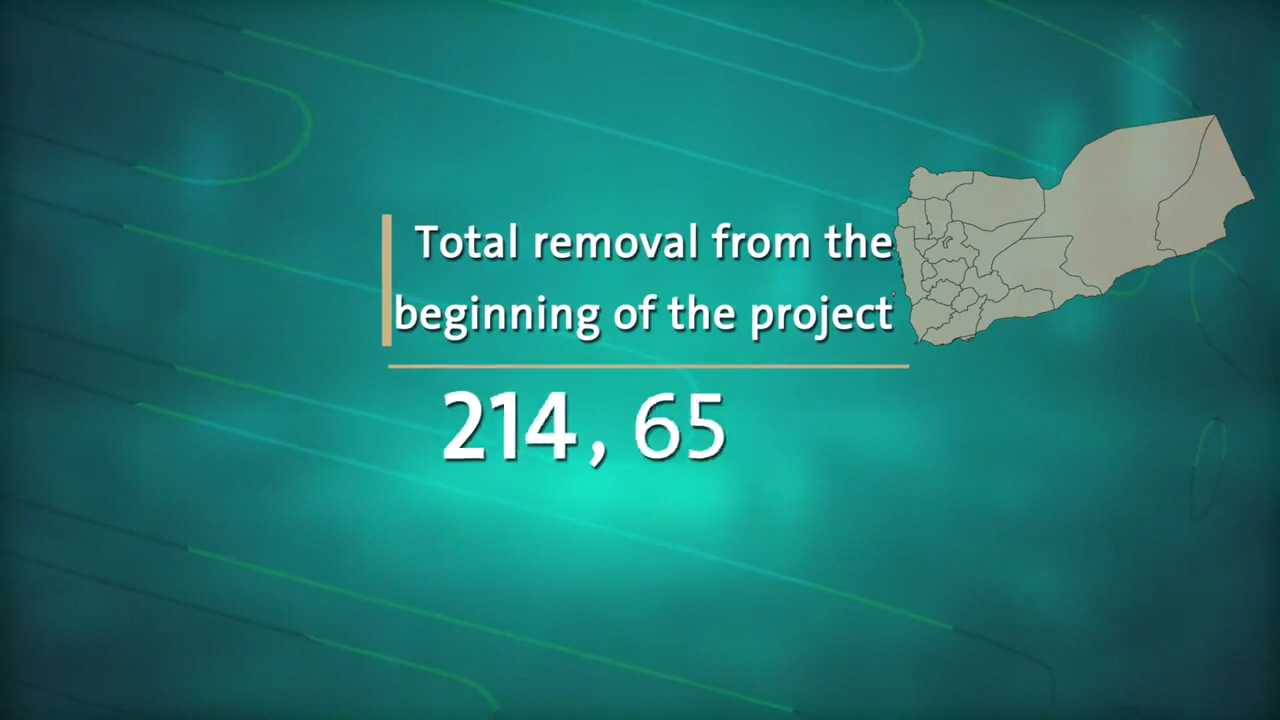 Total removal from the
beginning of the project
214, 65